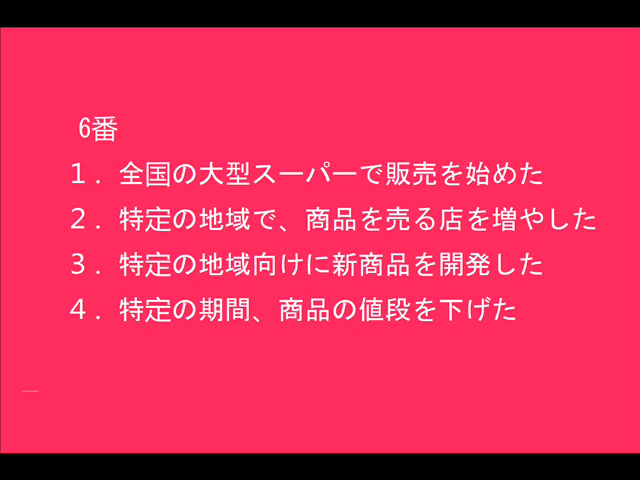 6番
1．全国の大型スーパーで販売を始めた
2．特定の地域で、商品を売る店を増やした
3．特定の地域向けに新商品を開発した
4．特定の期間、商品の値段を下げた